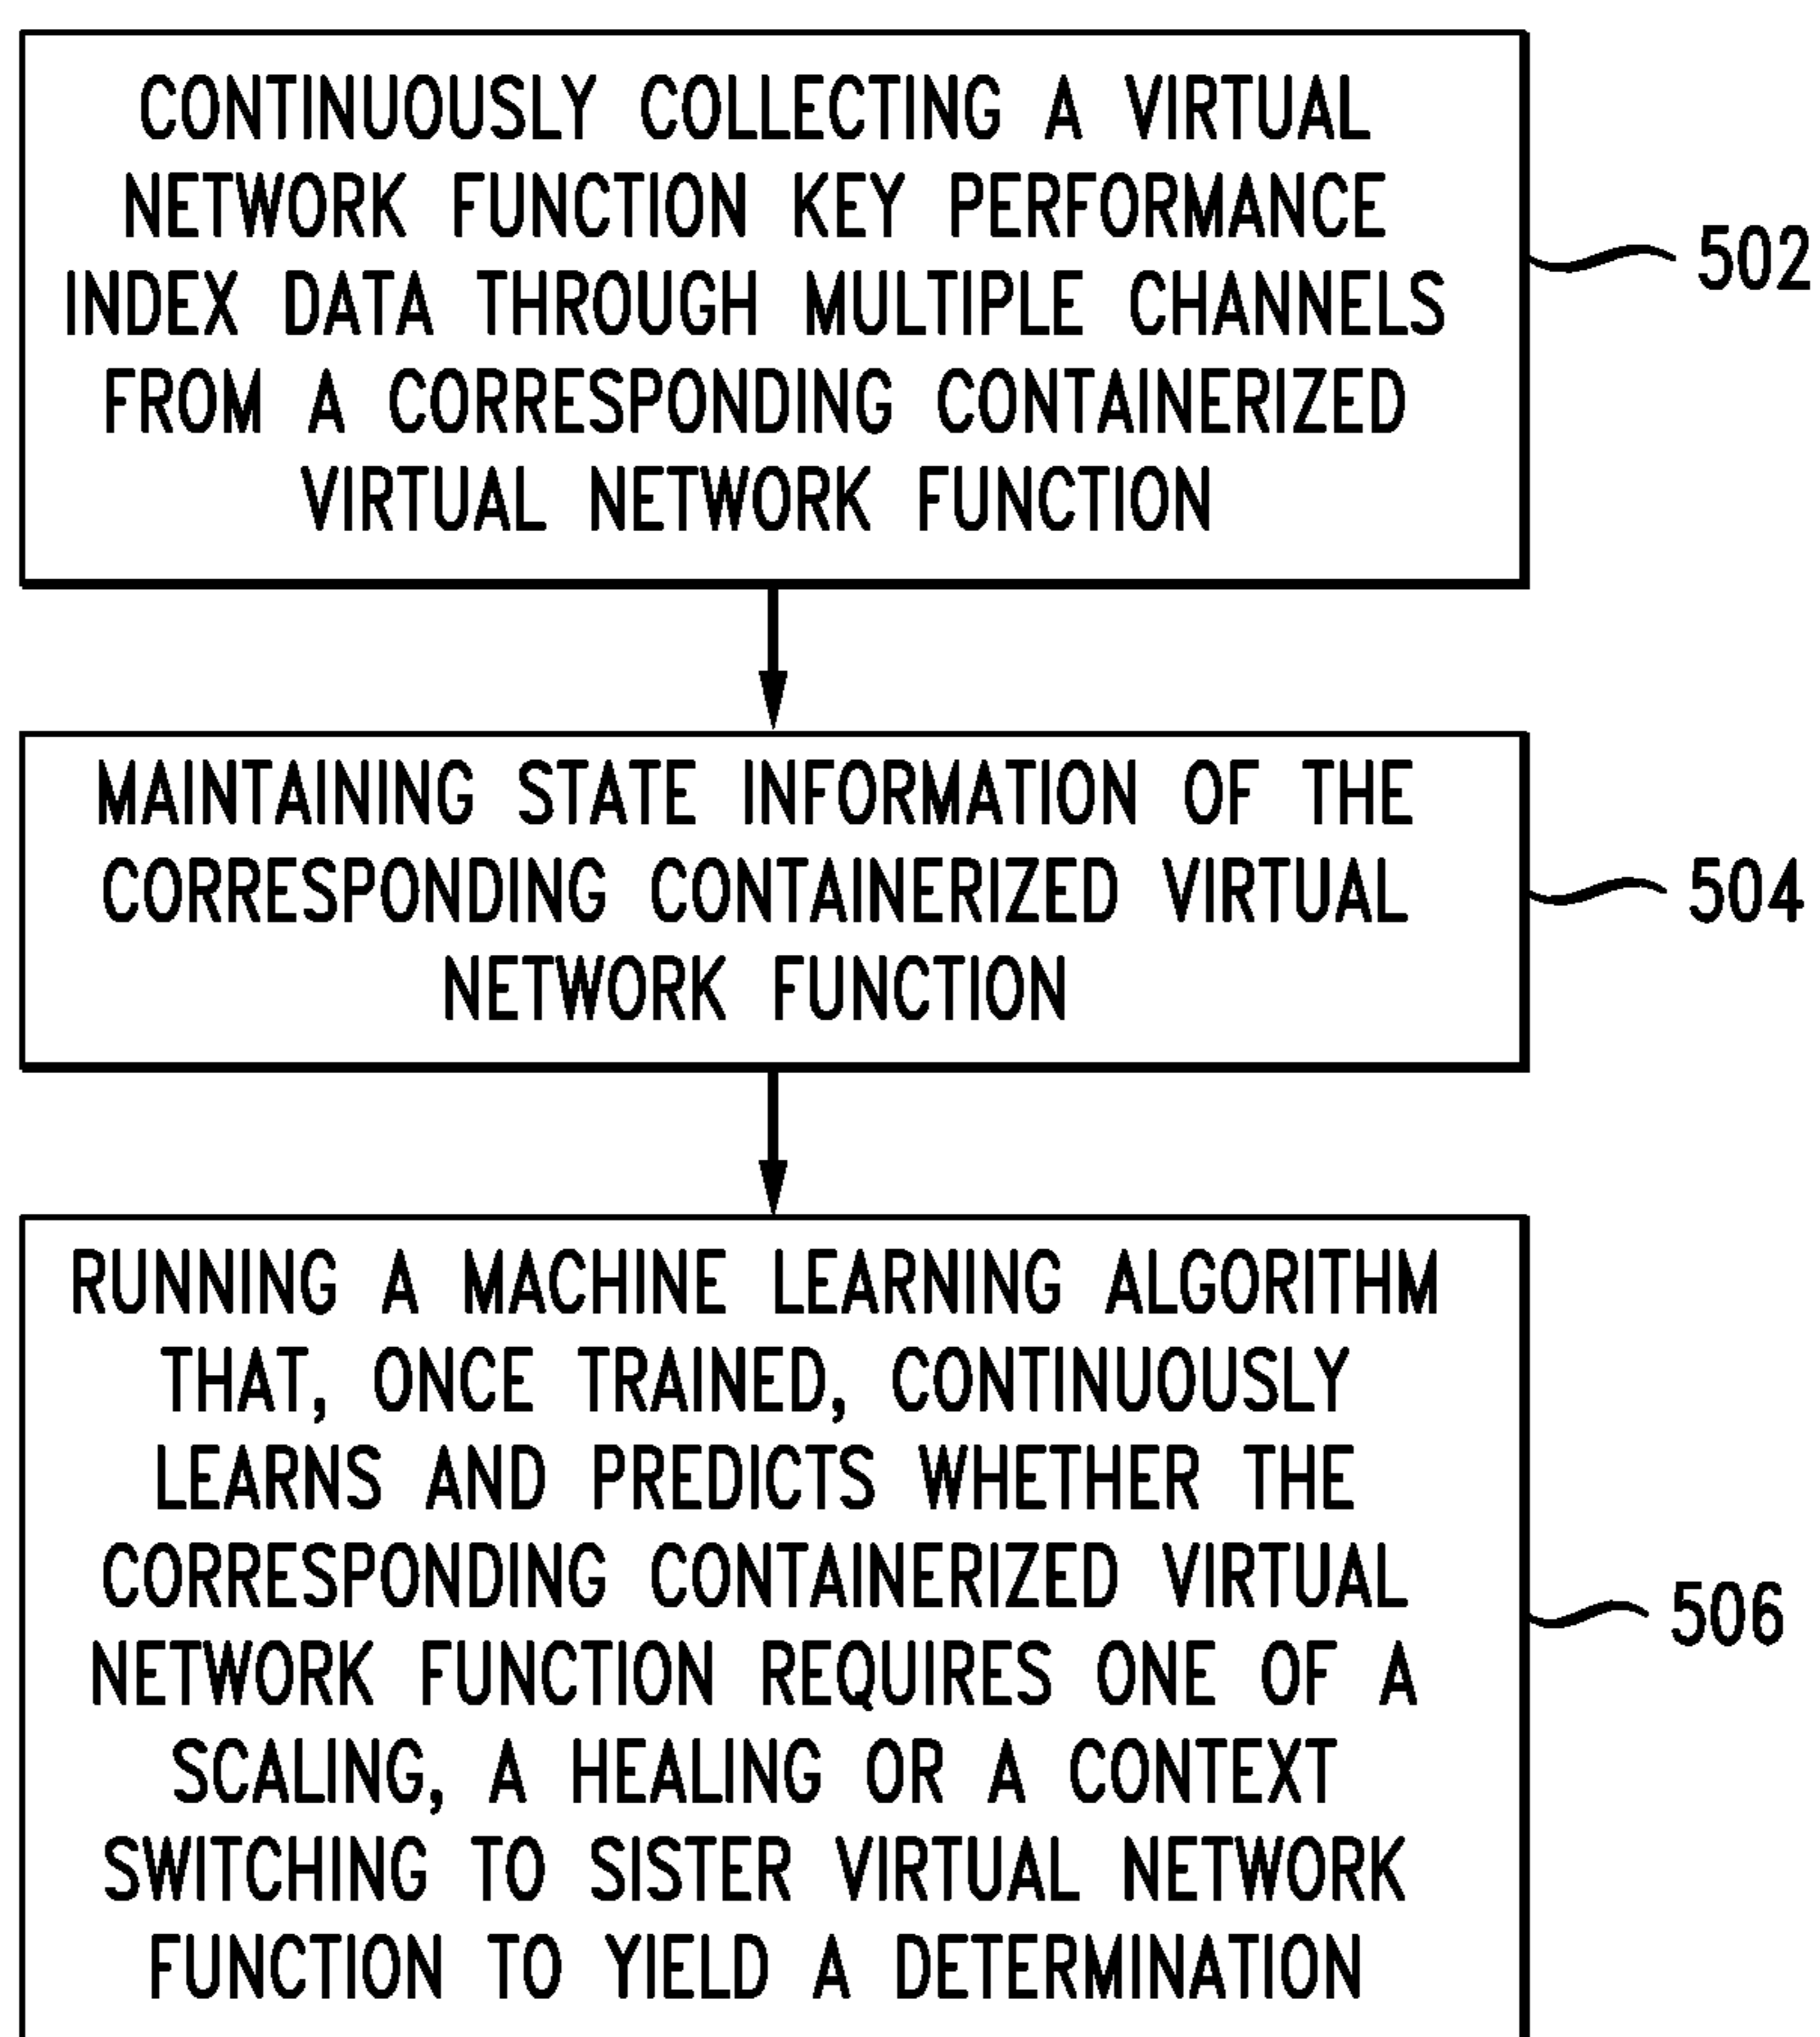 CONTINUOUSLY COLLECTING A VIRTUAL
NETWORK FUNCTION KEY PERFORMANCE
INDEX DATA THROUGH MULTIPLE CHANNELS
FROM A CORRESPONDING CONTAINERIZED
VIRTUAL NETWORK FUNCTION
502
MAINTAINING STATE INFORMATION OF THE
CORRESPONDING CONTAINERIZED VIRTUAL
NETWORK FUNCTION
504
RUNNING A MACHINE LEARNING ALGORITHM
THAT, ONCE TRAINED, CONTINUOUSLY
LEARNS AND PREDICTS WHETHER THE
CORRESPONDING CONTAINERIZED VIRTUAL
NETWORK FUNCTION REQUIRES ONE OF A
SCALING, A HEALING OR A CONTEXT
SWITCHING TO SISTER VIRTUAL NETWORK
FUNCTION TO YIELD A DETERMINATION
506